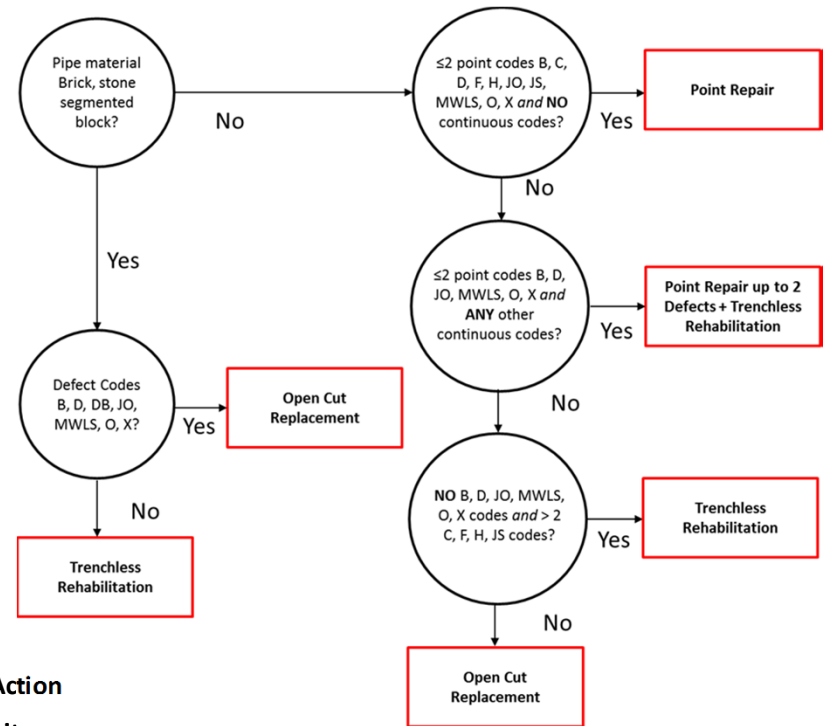 Pipe material
Brick, stone
segmented
block?
No
≤2 point codes B, C,
D, F, H, JO, JS,
MWLS, O, X and NO
continuous codes?
Yes
Point Repair
No
Yes
≤2 point codes B, D,
JO, MWLS, O, X and
ANY other
continuous codes?
Yes
Point Repair up to 2
Defects + Trenchless
Rehabilitation
Defect Codes
B, D, DB, JO,
MWLS, O, X?
Yes
Open Cut
Replacement
No
NO B, D, JO, MWLS,
O, X codes and > 2
C, F, H, JS codes?
Yes
Trenchless
Rehabilitation
No
Trenchless
Rehabilitation
No
Open Cut
Replacement
Action